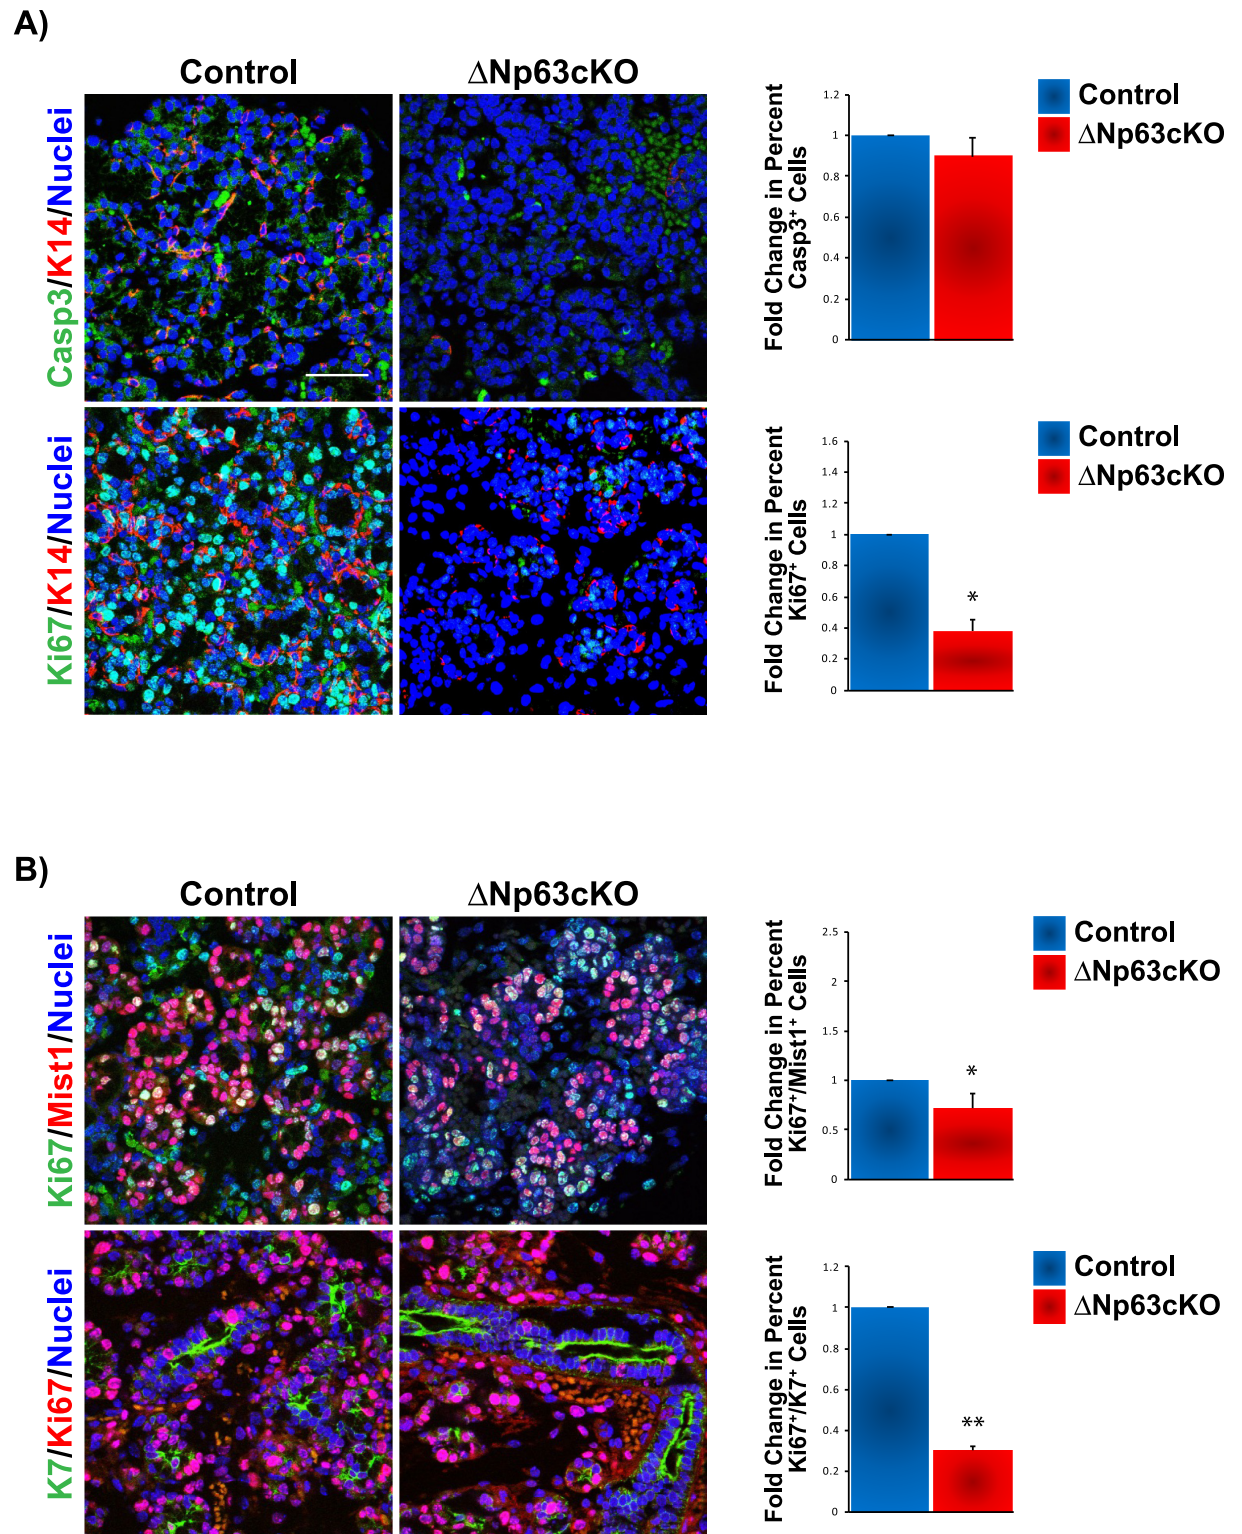 A)
Control
ΔNp63cKO
Casp3/K14/Nuclei
Fold Change in Percent
Casp3⁺ Cells
1.2
1
0.8
0.6
0.4
0.2
0
Control
ΔNp63cKO
Ki67/K14/Nuclei
Fold Change in Percent
Ki67⁺ Cells
1.6
1.4
1.2
1
0.8
0.6
0.4
0.2
0
*
Control
ΔNp63cKO
B)
Control
ΔNp63cKO
Ki67/Mist1/Nuclei
Fold Change in Percent
Ki67⁺/Mist1⁺ Cells
2.5
2
1.5
1
0.5
0
*
Control
ΔNp63cKO
K7/Ki67/Nuclei
Fold Change in Percent
Ki67⁺/K7⁺ Cells
1.2
1
0.8
0.6
0.4
0.2
0
**
Control
ΔNp63cKO